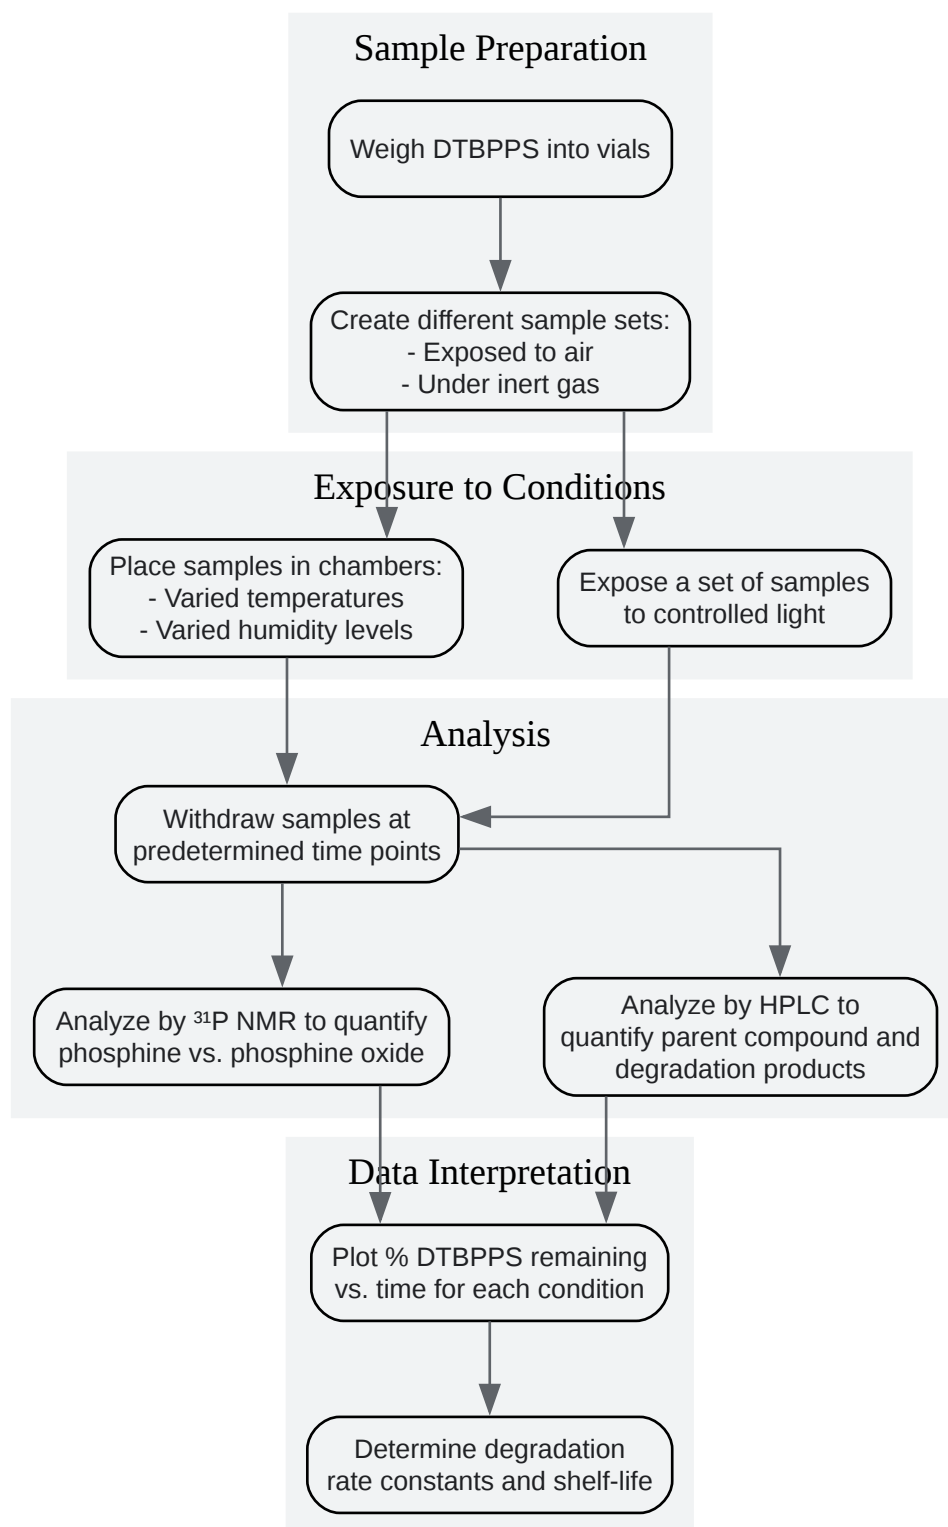 Sample Preparation
Weigh DTBPPS into vials
Create different sample sets:
- Exposed to air
- Under inert gas
Exposure to Conditions
Place samples in chambers:
- Varied temperatures
- Varied humidity levels
Expose a set of samples
to controlled light
Analysis
Withdraw samples at
predetermined time points
Analyze by ³¹P NMR to quantify
phosphine vs. phosphine oxide
Analyze by HPLC to
quantify parent compound and
degradation products
Data Interpretation
Plot % DTBPPS remaining
vs. time for each condition
Determine degradation
rate constants and shelf-life